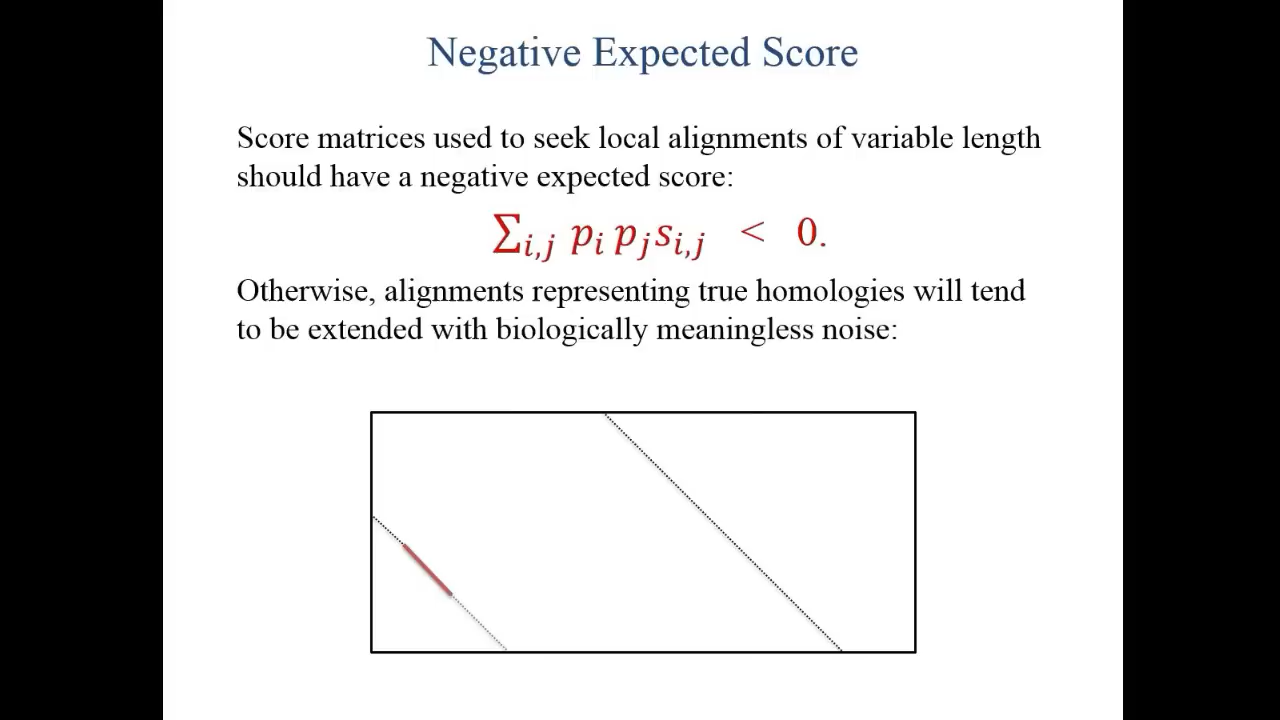 Negative Expected Score
Score matrices used to seek local alignments of variable length
should have a negative expected score:
∑i,j pi pj si,j < 0.
Otherwise, alignments representing true homologies will tend
to be extended with biologically meaningless noise: